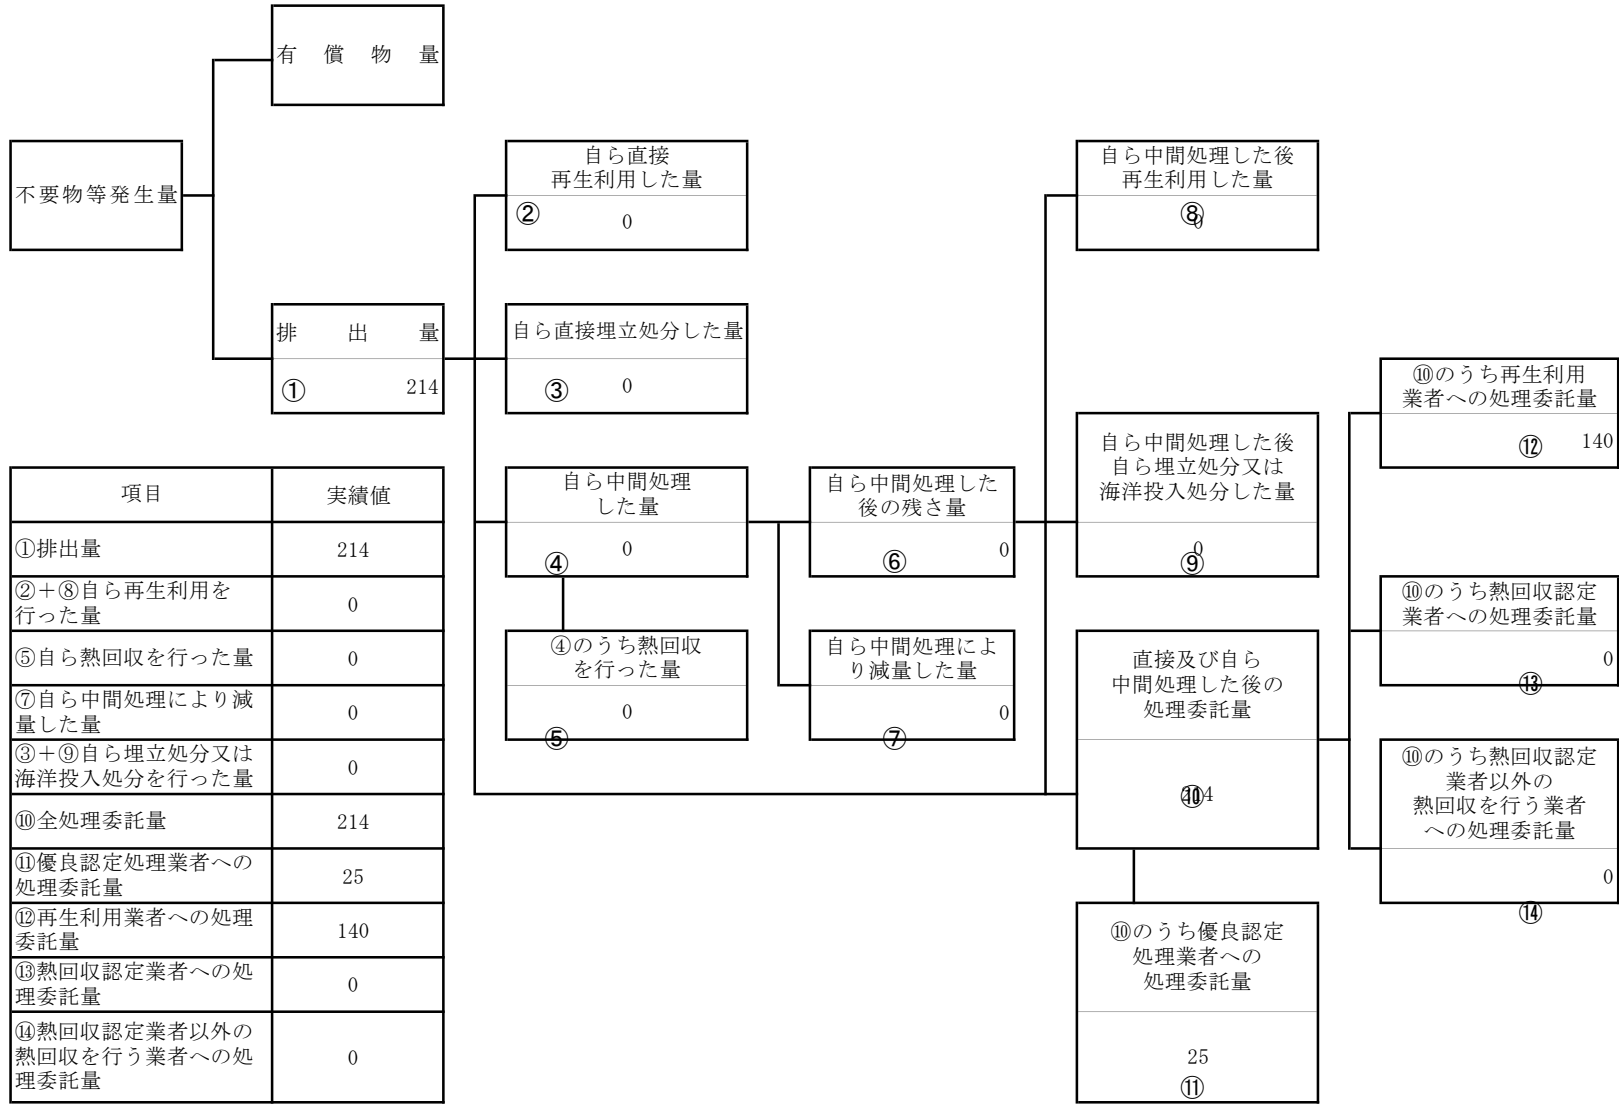 有償物量
不要物等発生量
排出量
① 214
自ら直接
再生利用した量
② 0
自ら直接埋立処分した量
③ 0
自ら中間処理
した量
④ 0
④のうち熱回収
を行った量
⑤ 0
自ら中間処理した
後の残さ量
⑥ 0
自ら中間処理によ
り減量した量
⑦ 0
自ら中間処理した後
再生利用した量
⑧ 0
自ら中間処理した後
自ら埋立処分又は
海洋投入処分した量
⑨ 0
直接及び自ら
中間処理した後の
処理委託量
⑩ 214
⑩のうち優良認定
処理業者への
処理委託量
25
⑪
⑩のうち再生利用
業者への処理委託量
⑫ 140
⑩のうち熱回収認定
業者への処理委託量
0
⑬
⑩のうち熱回収認定
業者以外の
熱回収を行う業者
への処理委託量
0
⑭
項目 実績値
①排出量 214
②+⑧自ら再生利用を
行った量 0
⑤自ら熱回収を行った量 0
⑦自ら中間処理により減
量した量 0
③+⑨自ら埋立処分又は
海洋投入処分を行った量 0
⑩全処理委託量 214
⑪優良認定処理業者への
処理委託量 25
⑫再生利用業者への処理
委託量 140
⑬熱回収認定業者への処
理委託量 0
⑭熱回収認定業者以外の
熱回収を行う業者への処
理委託量 0